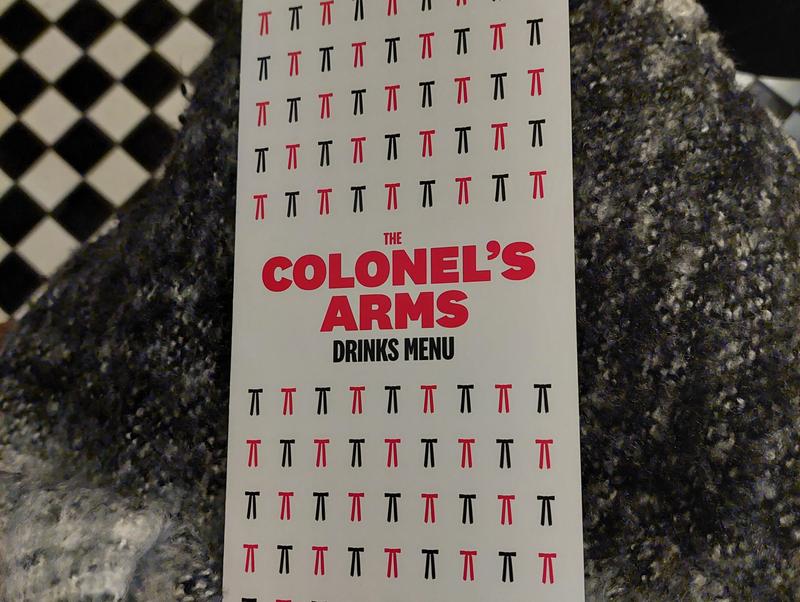 THE
COLONEL'S
ARMS
DRINKS MENU